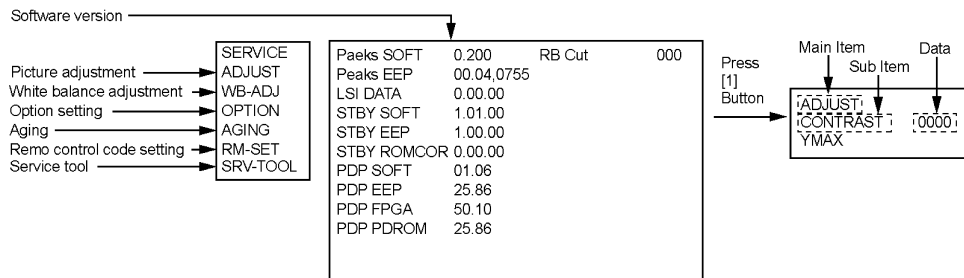 Software version
Picture adjustment
White balance adjustment
Option setting
Aging
Remo control code setting
Service tool
SERVICE
ADJUST
WB-ADJ
OPTION
AGING
RM-SET
SRV-TOOL
Paeks SOFT 0.200 RB Cut 000
Peaks EEP 00.04,0755
LSI DATA 0.00.00
STBY SOFT 1.01.00
STBY EEP 1.00.00
STBY ROMCOR 0.00.00
PDP SOFT 01.06
PDP EEP 25.86
PDP FPGA 50.10
PDP PDROM 25.86
Press
[1]
Button
Main Item
Sub Item
Data
ADJUST
CONTRAST 0000
YMAX